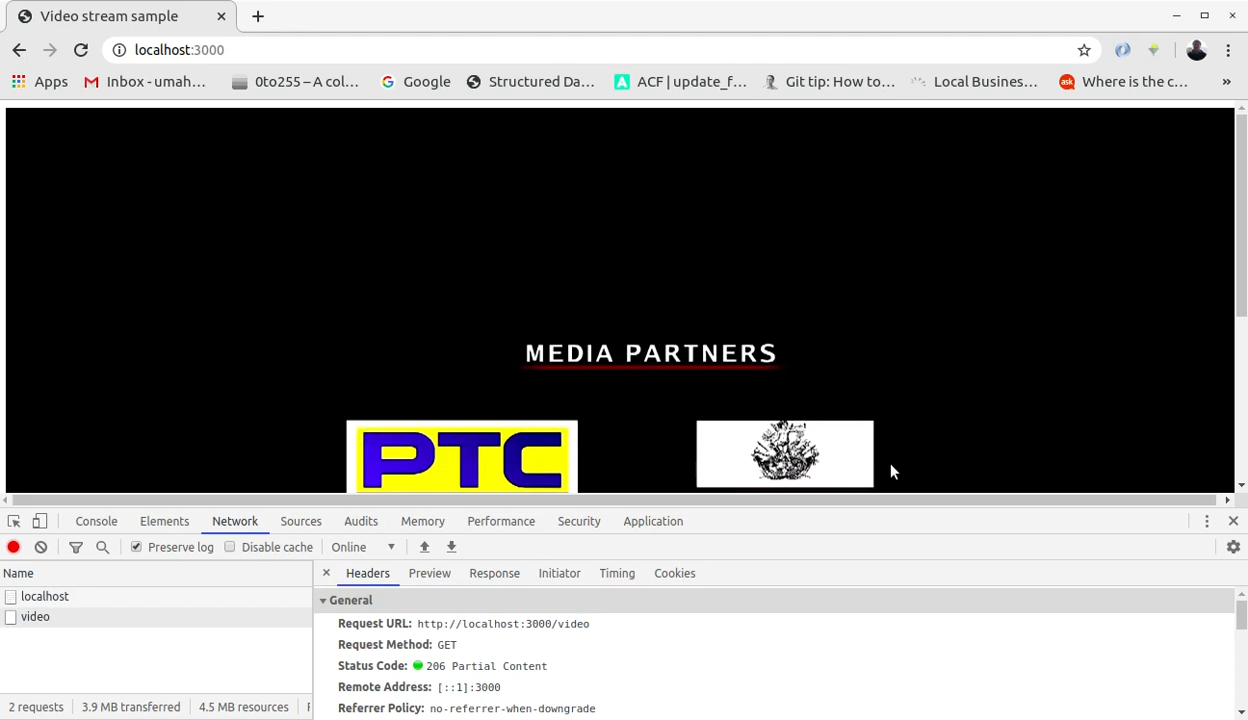 Video stream sample
localhost:3000
Apps Inbox - umah... 0to255 – A col... Google Structured Da... ACF | update_f... Git tip: How to... Local Busines... ask Where is the c... »
MEDIA PARTNERS
PTC
Console Elements Network Sources Audits Memory Performance Security Application
Preserve log Disable cache Online
Name
Headers Preview Response Initiator Timing Cookies
localhost
video
General
Request URL: http://localhost:3000/video
Request Method: GET
Status Code: 206 Partial Content
Remote Address: [::1]:3000
Referrer Policy: no-referrer-when-downgrade
2 requests 3.9 MB transferred 4.5 MB resources